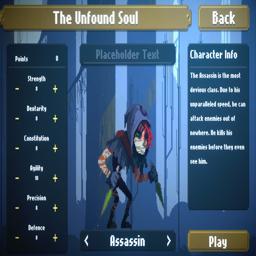 The Unfound Soul
Back
Points
Placeholder Text
Character Info
Strength
-
+
Dextarity
-
+
Constitution
-
+
Agility
-
+
Precision
-
+
Defence
-
+
The Assassin is the most
devious class. Due to his
unparalleled speed, he can
attack enemies out of
nowhere. He kills his
enemies before they even
see him.
< Assassin >
Play